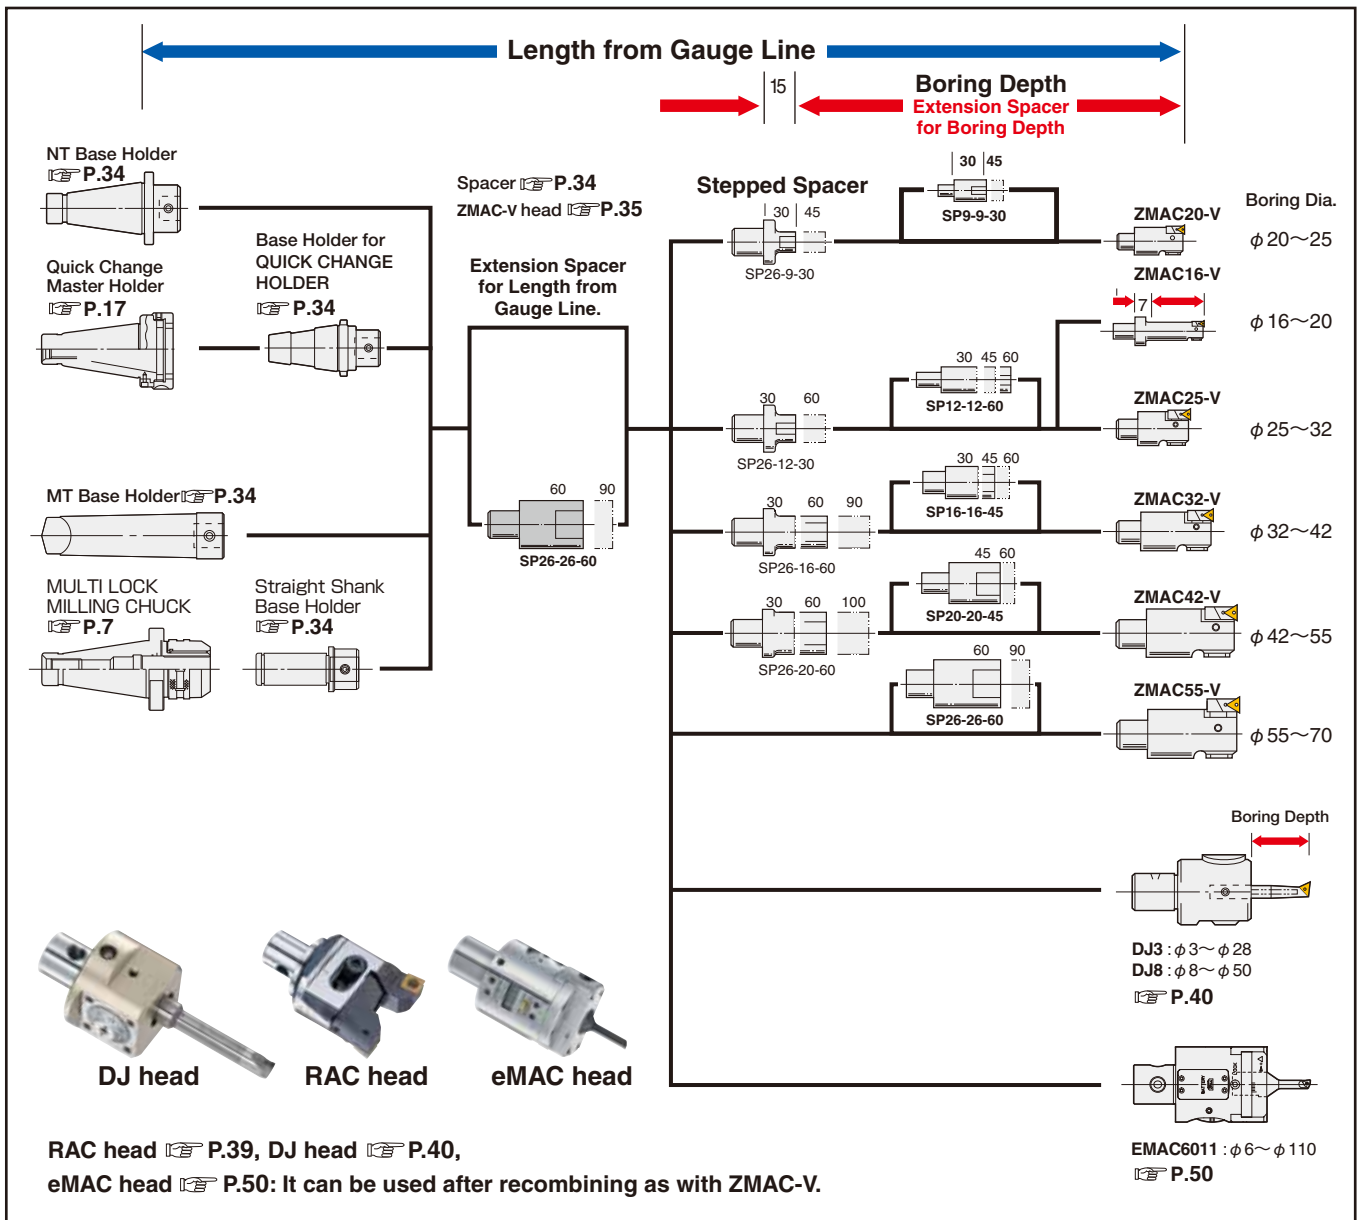 Length from Gauge Line
15
Boring Depth
Extension Spacer
for Boring Depth
NT Base Holder
P.34
Quick Change
Master Holder
P.17
Base Holder for
QUICK CHANGE
HOLDER
P.34
MT Base Holder P.34
MULTI LOCK
MILLING CHUCK
P.7
Straight Shank
Base Holder
P.34
Spacer P.34
ZMAC-V head P.35
Extension Spacer
for Length from
Gauge Line.
60 90
SP26-26-60
Stepped Spacer
30 45
SP26-9-30
30 45
SP9-9-30
30 60
SP26-12-30
30 45 60
SP12-12-60
30 60 90
SP26-16-60
30 45 60
SP16-16-45
30 60 100
SP26-20-60
45 60
SP20-20-45
60 90
SP26-26-60
Boring Dia.
ZMAC20-V
φ20～25
ZMAC16-V
7
φ16～20
ZMAC25-V
φ25～32
ZMAC32-V
φ32～42
ZMAC42-V
φ42～55
ZMAC55-V
φ55～70
Boring Depth
DJ3 : φ3～φ28
DJ8 : φ8～φ50
P.40
EMAC6011 : φ6～φ110
P.50
DJ head
RAC head
eMAC head
RAC head P.39, DJ head P.40,
eMAC head P.50: It can be used after recombining as with ZMAC-V.